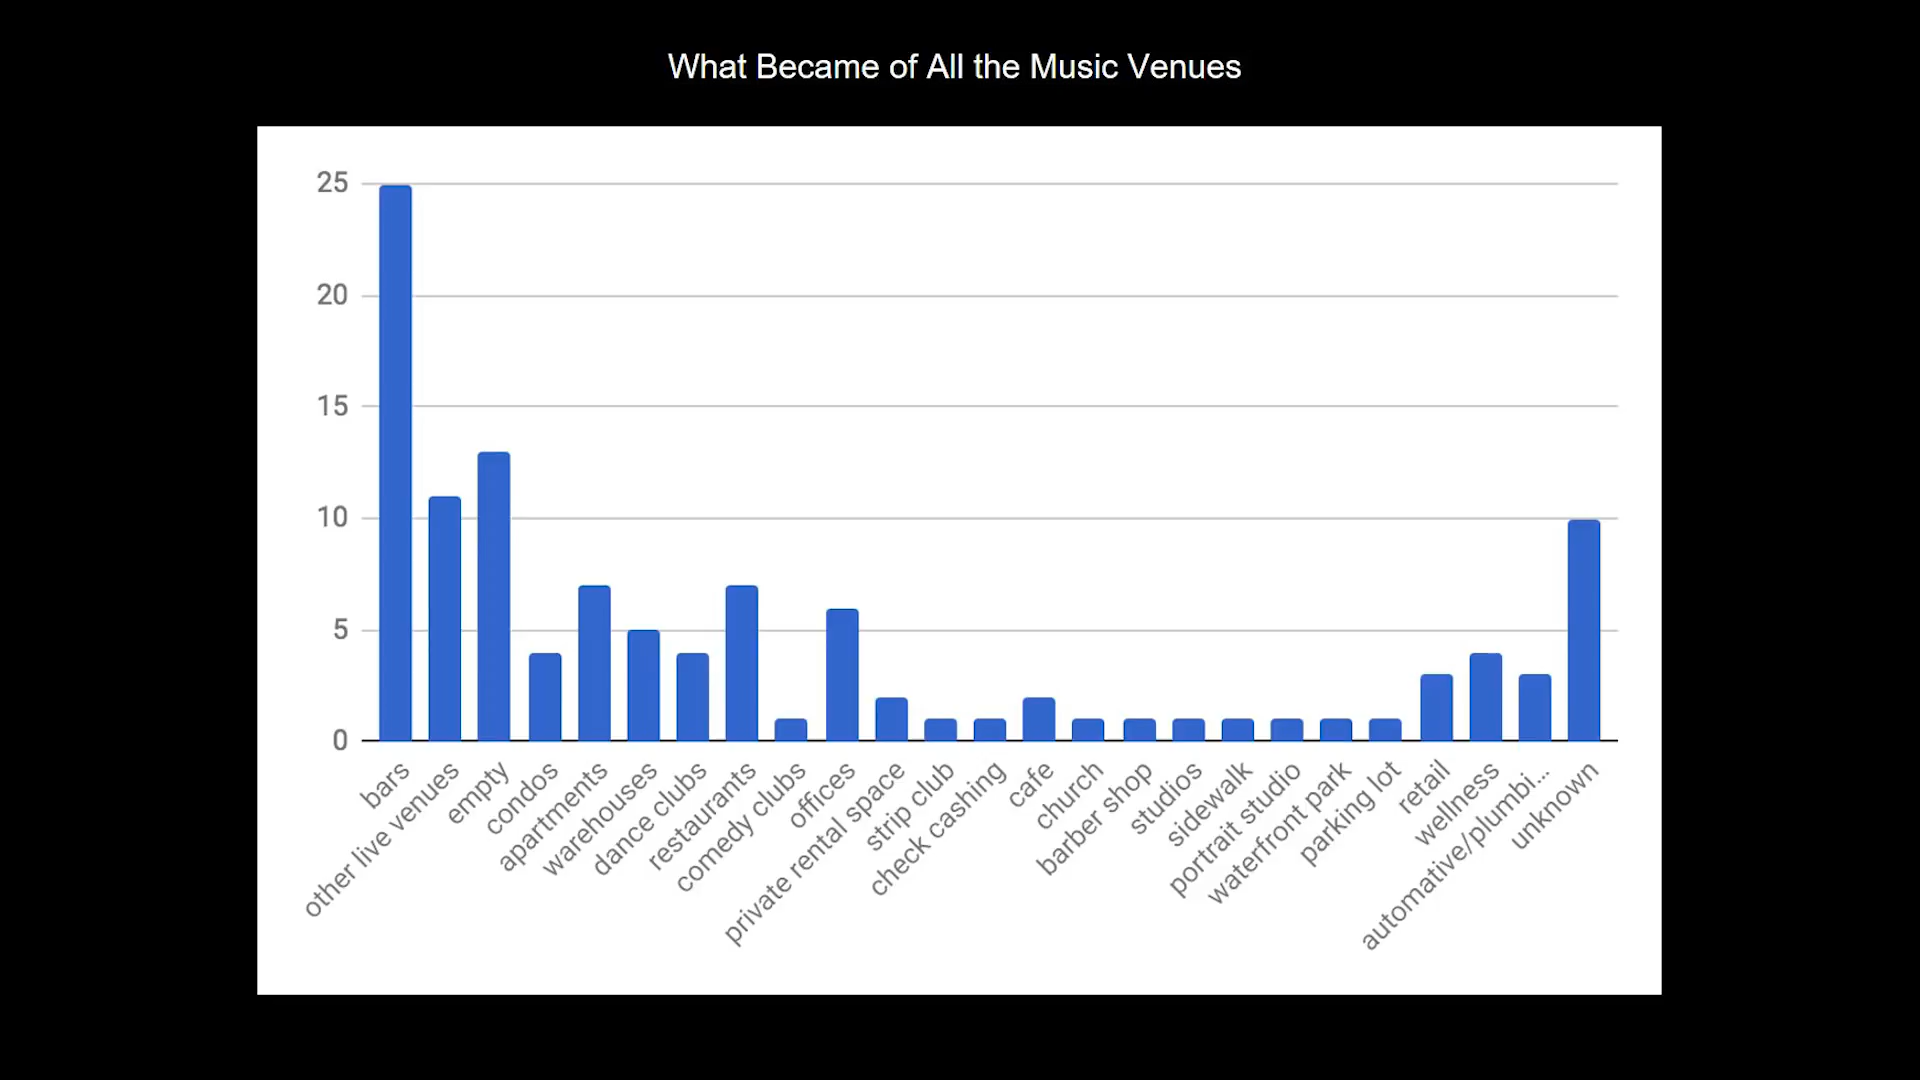 What Became of All the Music Venues
25
20
15
10
5
0
bars
other live venues
empty
condos
apartments
warehouses
dance clubs
restaurants
comedy clubs
offices
private rental space
strip club
check cashing
cafe
church
barber shop
studios
sidewalk
portrait studio
waterfront park
parking lot
retail
wellness
automative/plumbi...
unknown